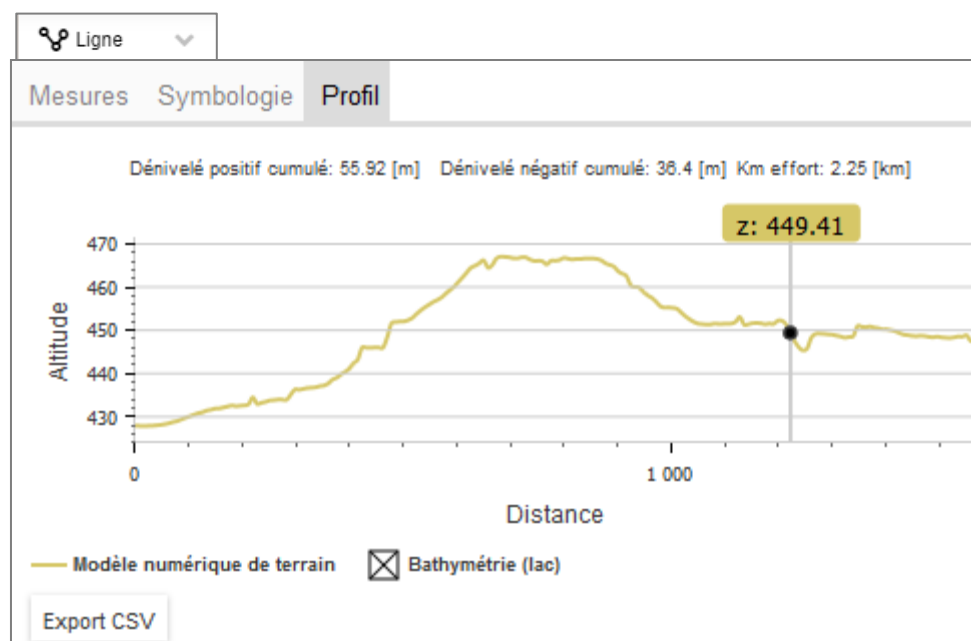 Ligne
Mesures Symbologie Profil
Dénivelé positif cumulé: 55.92 [m] Dénivelé négatif cumulé: 36.4 [m] Km effort: 2.25 [km]
z: 449.41
470
460
450
440
430
Altitude
0 1 000
Distance
Modèle numérique de terrain Bathymétrie (lac)
Export CSV